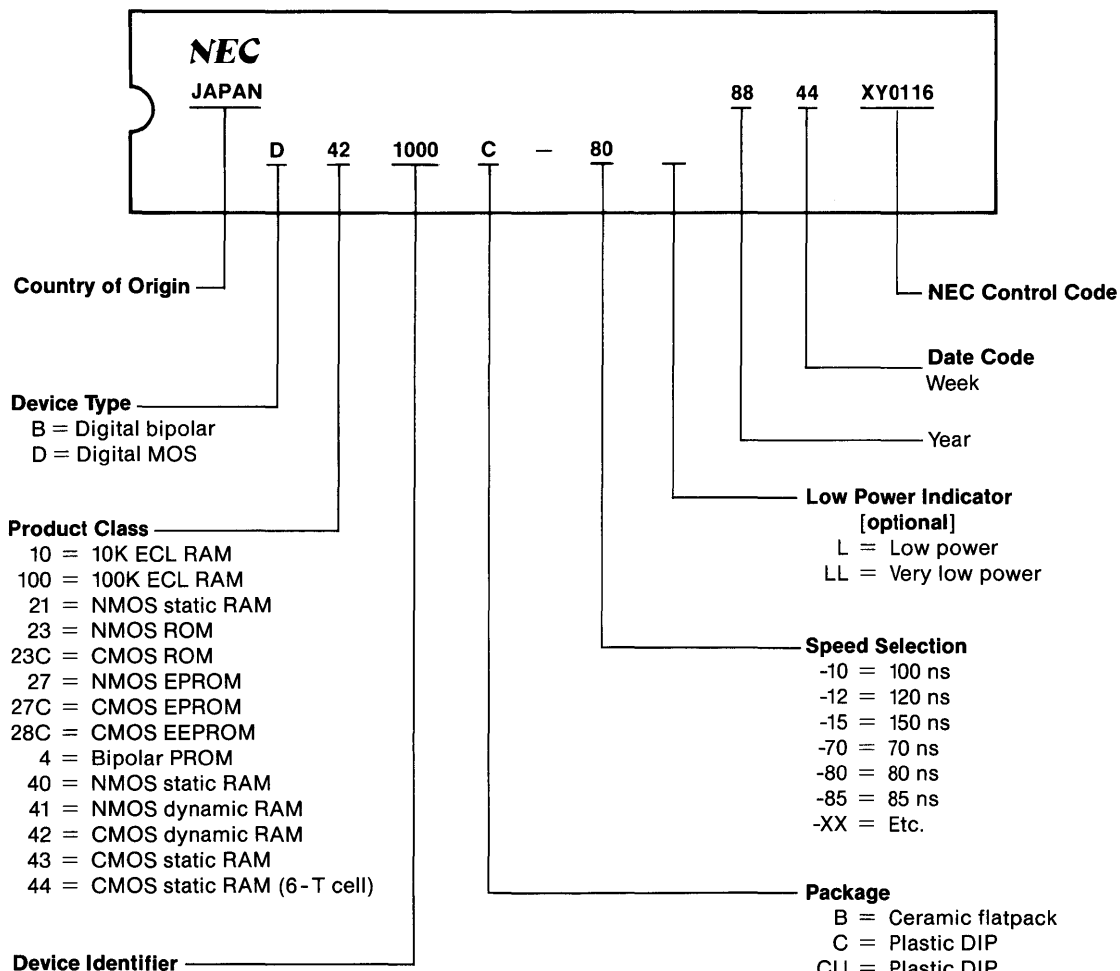 NEC
JAPAN
88 44 XY0116
D 42 1000 C – 80
Country of Origin
NEC Control Code
Date Code
Week
Year
Device Type
B = Digital bipolar
D = Digital MOS
Low Power Indicator
[optional]
L = Low power
LL = Very low power
Product Class
10 = 10K ECL RAM
100 = 100K ECL RAM
21 = NMOS static RAM
23 = NMOS ROM
23C = CMOS ROM
27 = NMOS EPROM
27C = CMOS EPROM
28C = CMOS EEPROM
4 = Bipolar PROM
40 = NMOS static RAM
41 = NMOS dynamic RAM
42 = CMOS dynamic RAM
43 = CMOS static RAM
44 = CMOS static RAM (6-T cell)
Speed Selection
-10 = 100 ns
-12 = 120 ns
-15 = 150 ns
-70 = 70 ns
-80 = 80 ns
-85 = 85 ns
-XX = Etc.
Package
B = Ceramic flatpack
C = Plastic DIP
CU = Plastic DIP
Device Identifier